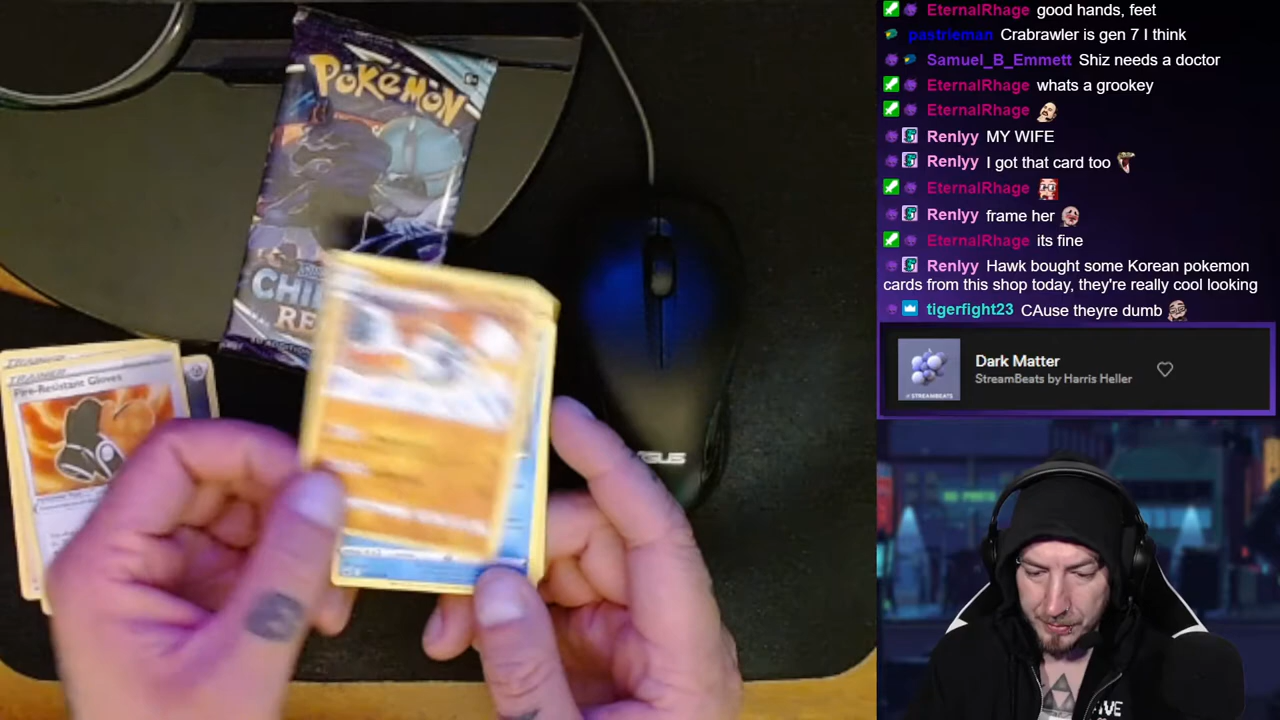 EternalRhage good hands, feet
pastrieman Crabrawler is gen 7 I think
Samuel_B_Emmett Shiz needs a doctor
EternalRhage whats a grookey
EternalRhage
Renlyy MY WIFE
Renlyy I got that card too
EternalRhage
Renlyy frame her
EternalRhage its fine
Renlyy Hawk bought some Korean pokemon
cards from this shop today, they're really cool looking
tigerfight23 CAuse theyre dumb
Dark Matter
StreamBeats by Harris Heller
STREAMBEATS
POKéMON
CHI
RE
TRAINER
TRAINER
Fire-Resistant Gloves
ASUS